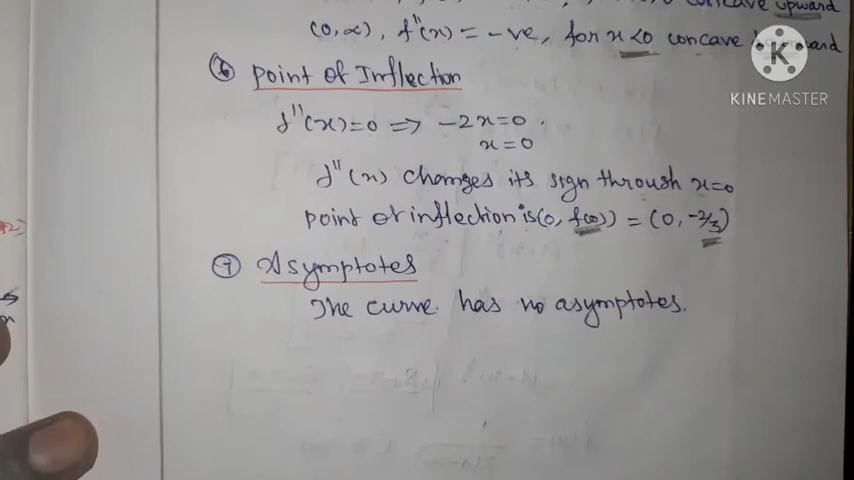 concave upward
(0,∝), f''(x) = -ve, for x<0 concave
⑥ point of Inflection
f''(x)=0 ⇒ -2x=0.
x=0
f''(x) changes its sign through x=0
point of inflection is (0, f(0)) = (0, -2/3)
⑦ Asymptotes
The curve has no asymptotes.
K
KINEMASTER